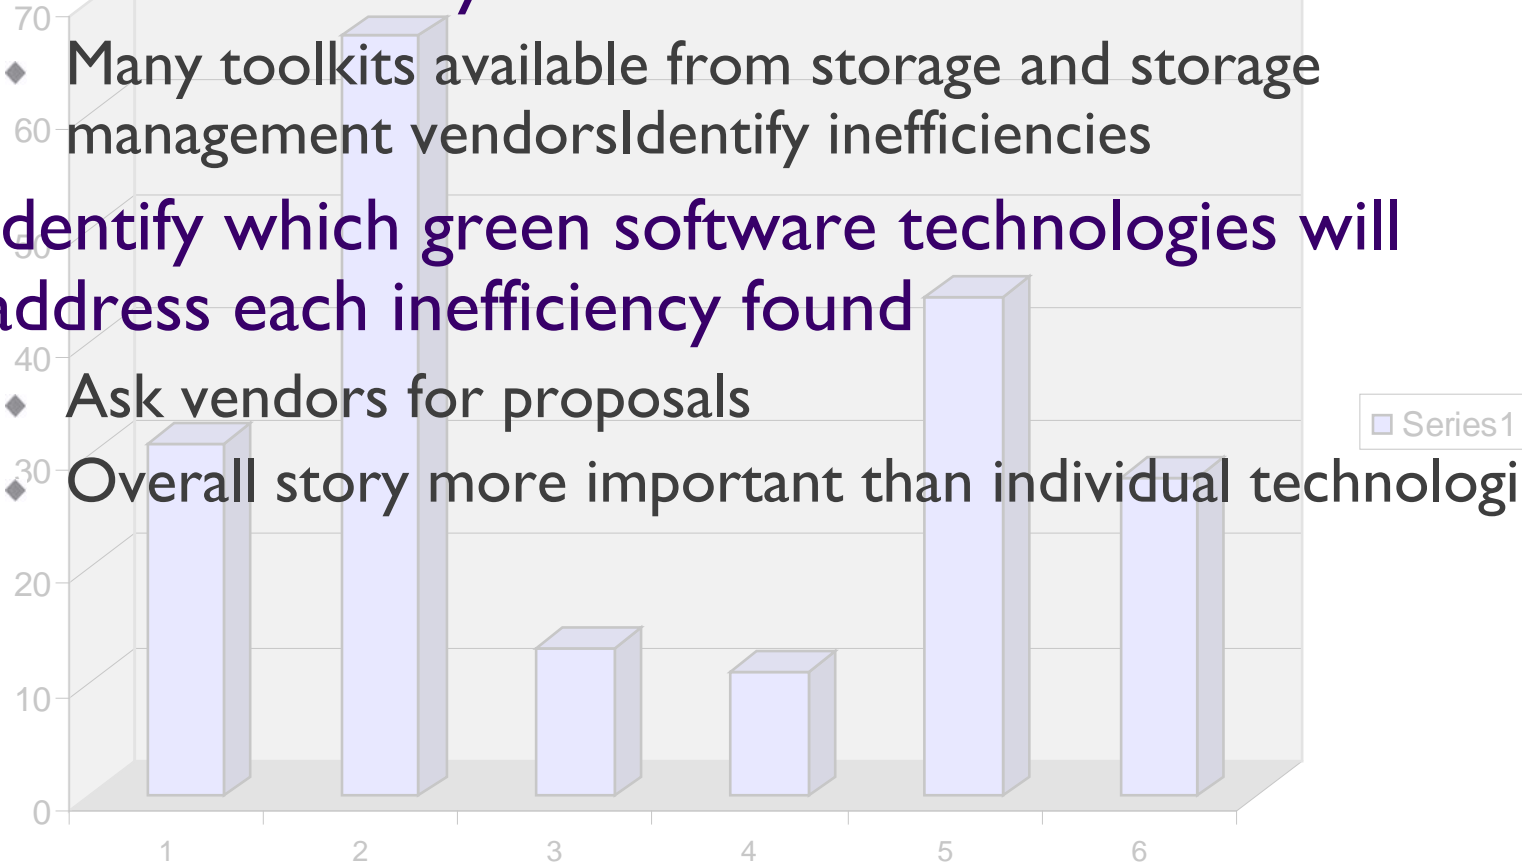 70
Many toolkits available from storage and storage
60
management vendorsIdentify inefficiencies
dentify which green software technologies will
50
address each inefficiency found
40
Ask vendors for proposals
Series1
30
Overall story more important than individual technologi
20
10
0
1 2 3 4 5 6